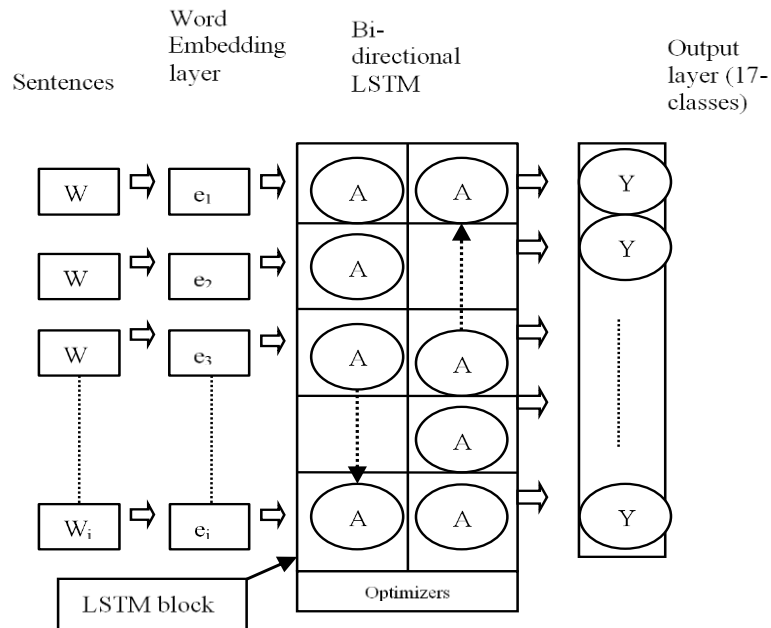 Sentences
Word
Embedding
layer
Bi-
directional
LSTM
Output
layer (17-
classes)
W e₁ A A Y
W e₂ A Y
W e₃ A A
A
Wᵢ eᵢ A A Y
Optimizers
LSTM block